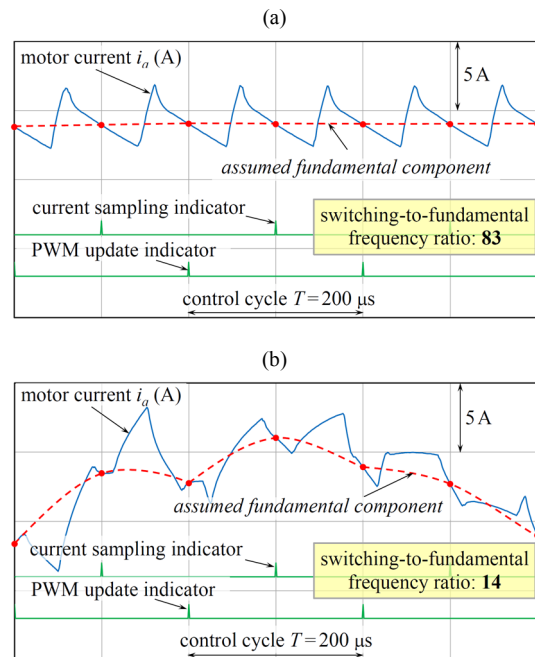 (a)
motor current iₐ (A)
5 A
assumed fundamental component
current sampling indicator
switching-to-fundamental
frequency ratio: 83
PWM update indicator
control cycle T = 200 µs
(b)
motor current iₐ (A)
5 A
assumed fundamental component
current sampling indicator
switching-to-fundamental
frequency ratio: 14
PWM update indicator
control cycle T = 200 µs